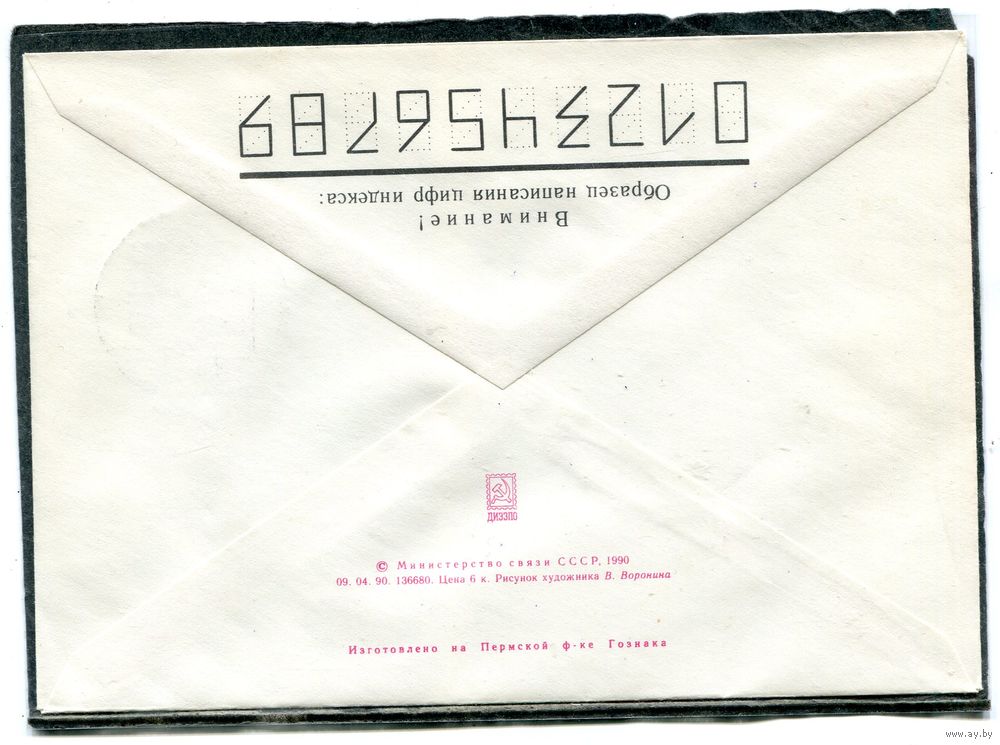 Внимание!
Образец написания цифр индекса:
0123456789
ДИЭЗПО
© Министерство связи СССР, 1990
09. 04. 90. 136680. Цена 6 к. Рисунок художника В. Воронина
Изготовлено на Пермской ф-ке Гознака
www.ay.by